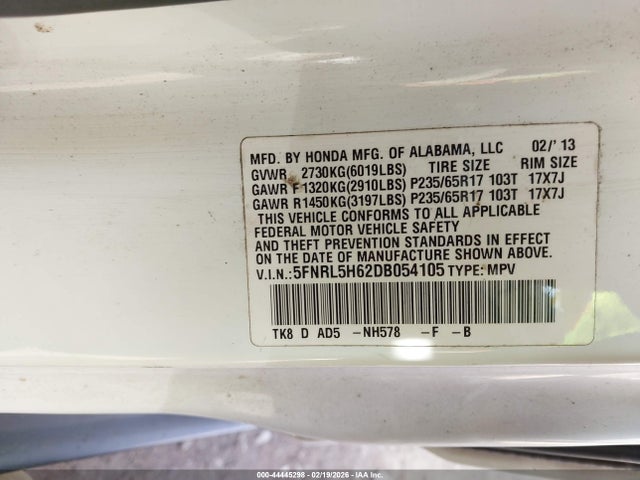 MFD. BY HONDA MFG. OF ALABAMA, LLC 02/'13
GVWR 2730KG(6019LBS) TIRE SIZE RIM SIZE
GAWR F1320KG(2910LBS) P235/65R17 103T 17X7J
GAWR R1450KG(3197LBS) P235/65R17 103T 17X7J
THIS VEHICLE CONFORMS TO ALL APPLICABLE
FEDERAL MOTOR VEHICLE SAFETY
AND THEFT PREVENTION STANDARDS IN EFFECT
ON THE DATE OF MANUFACTURE SHOWN ABOVE.
V.I.N.:5FNRL5H62DB054105 TYPE: MPV
TK8 D AD5 -NH578 -F -B
000-44445298 - 02/19/2026 - IAA Inc.